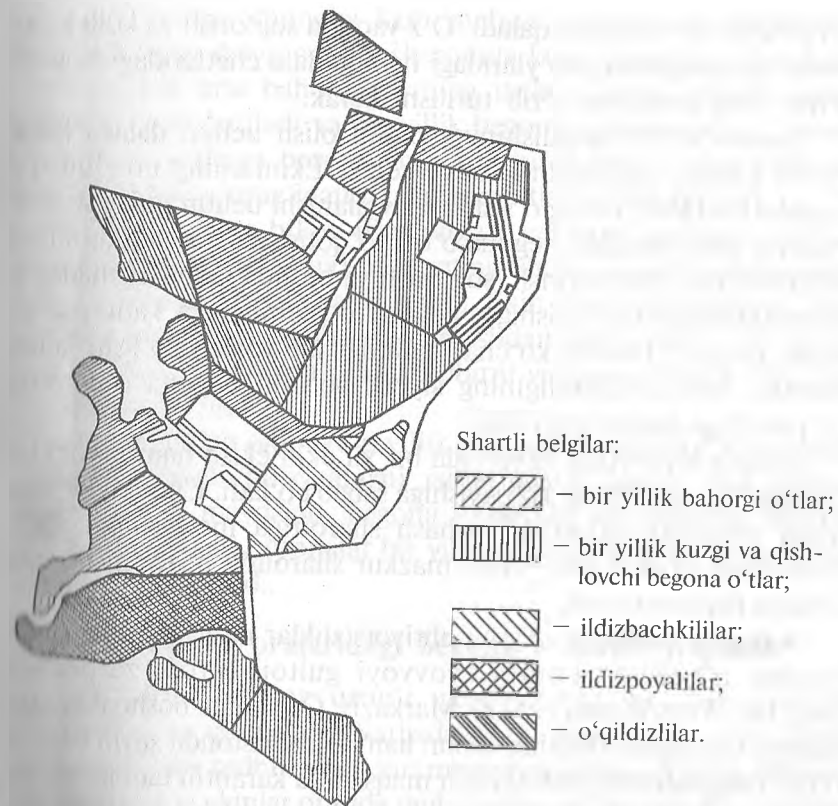 Shartli belgilar:
— bir yillik bahorgi o‘tlar;
— bir yillik kuzgi va qish-
lovchi begona o‘tlar;
— ildizbachkililar;
— ildizpoyalilar;
— o‘qildizlilar.